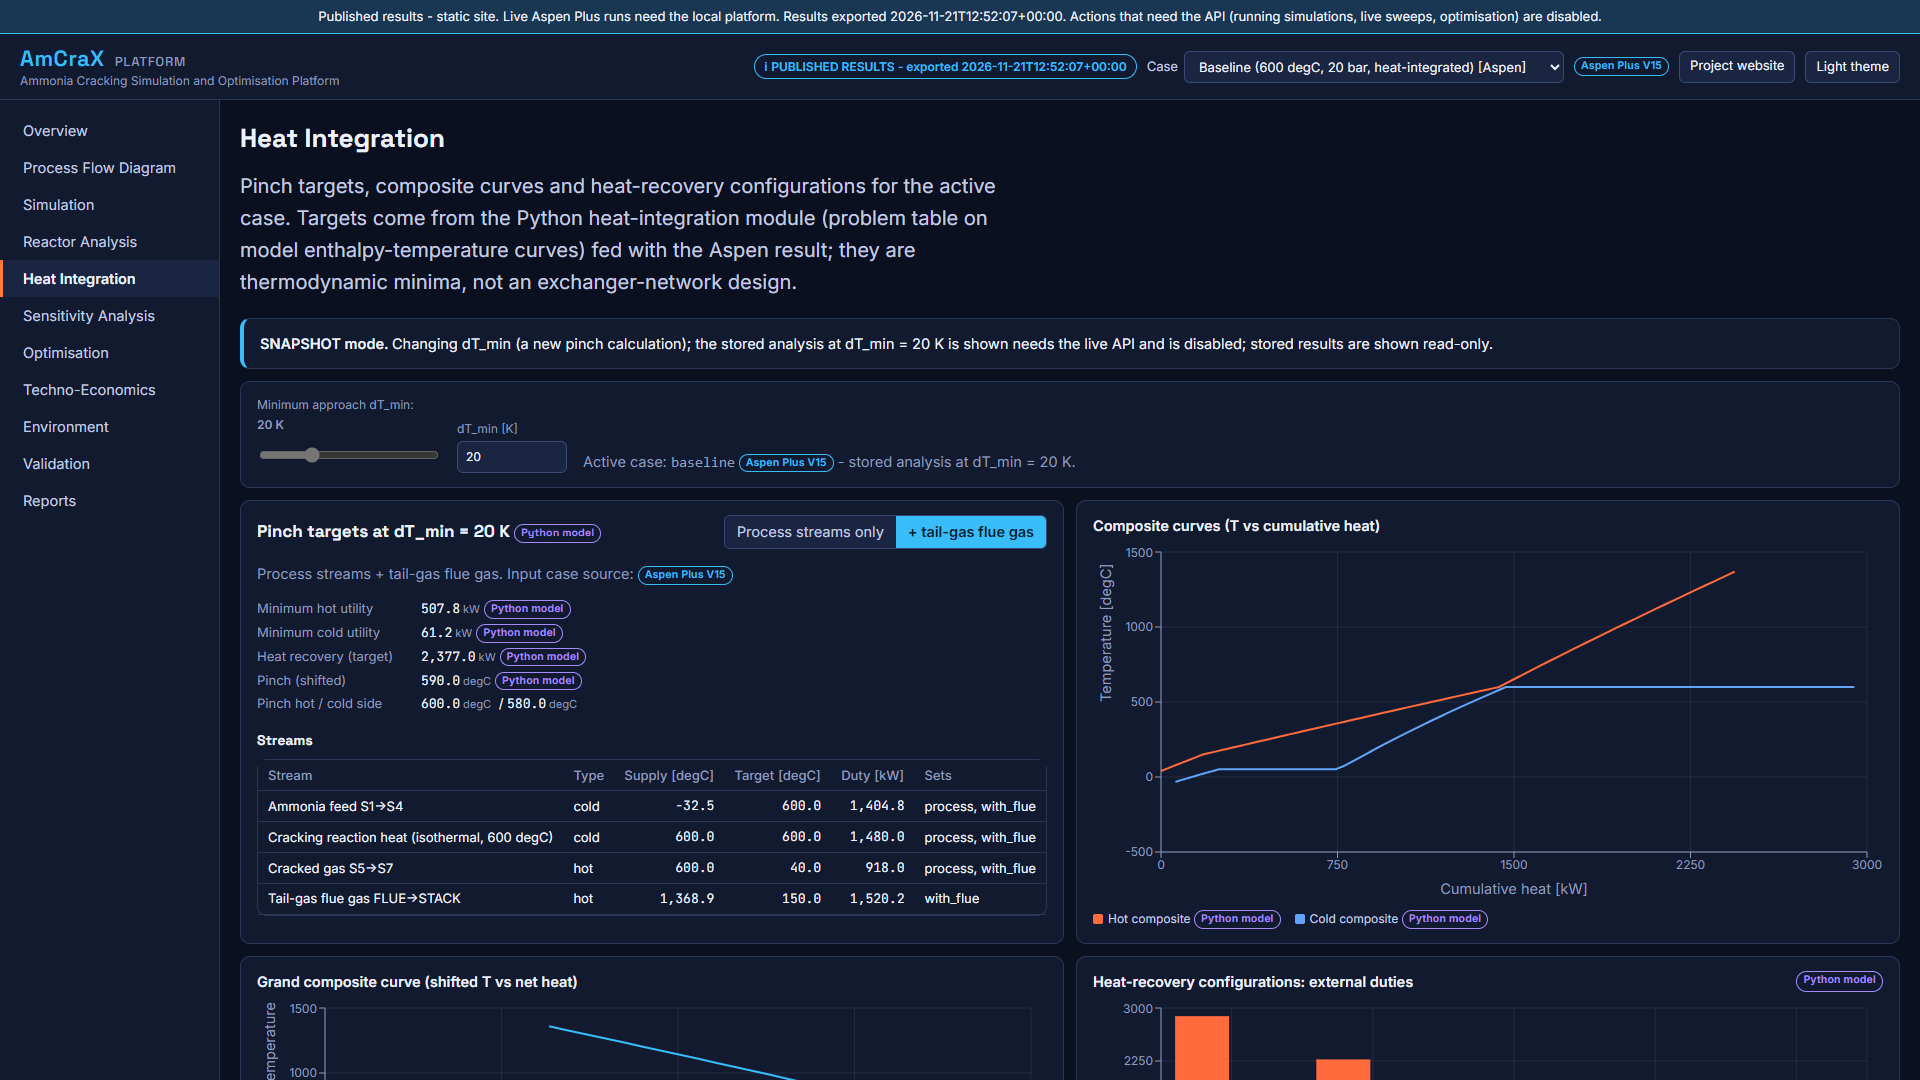 Published results - static site. Live Aspen Plus runs need the local platform. Results exported 2026-11-21T12:52:07+00:00. Actions that need the API (running simulations, live sweeps, optimisation) are disabled.
AmCraX PLATFORM
Ammonia Cracking Simulation and Optimisation Platform
i PUBLISHED RESULTS - exported 2026-11-21T12:52:07+00:00
Case
Baseline (600 degC, 20 bar, heat-integrated) [Aspen]
Aspen Plus V15
Project website
Light theme
Overview
Process Flow Diagram
Simulation
Reactor Analysis
Heat Integration
Sensitivity Analysis
Optimisation
Techno-Economics
Environment
Validation
Reports
Heat Integration
Pinch targets, composite curves and heat-recovery configurations for the active
case. Targets come from the Python heat-integration module (problem table on
model enthalpy-temperature curves) fed with the Aspen result; they are
thermodynamic minima, not an exchanger-network design.
SNAPSHOT mode. Changing dT_min (a new pinch calculation); the stored analysis at dT_min = 20 K is shown needs the live API and is disabled; stored results are shown read-only.
Minimum approach dT_min:
20 K
dT_min [K]
20
Active case: baseline Aspen Plus V15 - stored analysis at dT_min = 20 K.
Pinch targets at dT_min = 20 K Python model
Process streams only
+ tail-gas flue gas
Process streams + tail-gas flue gas. Input case source: Aspen Plus V15
Minimum hot utility 507.8 kW Python model
Minimum cold utility 61.2 kW Python model
Heat recovery (target) 2,377.0 kW Python model
Pinch (shifted) 590.0 degC Python model
Pinch hot / cold side 600.0 degC / 580.0 degC
Streams
Stream Type Supply [degC] Target [degC] Duty [kW] Sets
Ammonia feed S1→S4 cold -32.5 600.0 1,404.8 process, with_flue
Cracking reaction heat (isothermal, 600 degC) cold 600.0 600.0 1,480.0 process, with_flue
Cracked gas S5→S7 hot 600.0 40.0 918.0 process, with_flue
Tail-gas flue gas FLUE→STACK hot 1,368.9 150.0 1,520.2 with_flue
Composite curves (T vs cumulative heat)
Temperature [degC]
1500
1000
500
0
-500
0 750 1500 2250 3000
Cumulative heat [kW]
Hot composite Python model Cold composite Python model
Grand composite curve (shifted T vs net heat)
1500
1000
Heat-recovery configurations: external duties
Python model
3000
2250